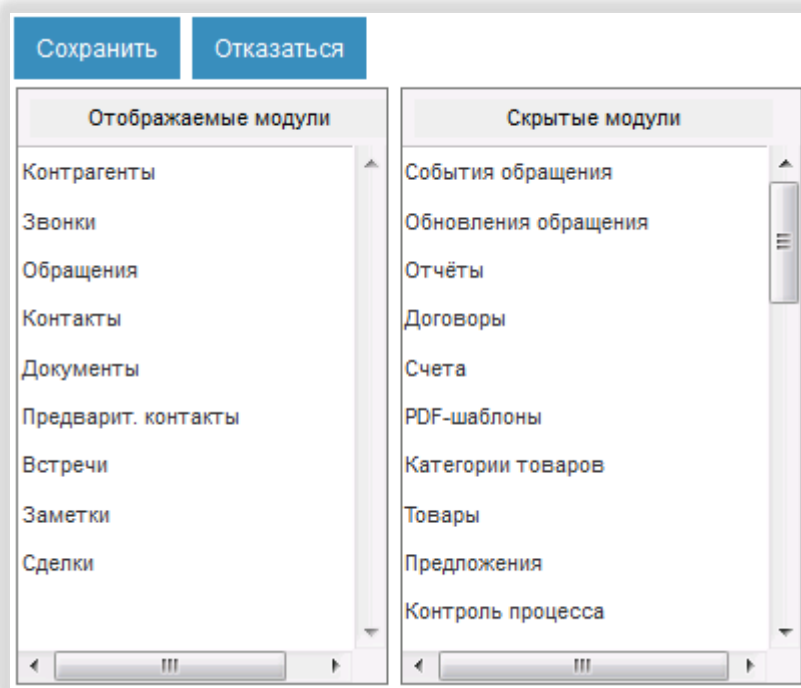 Сохранить
Отказаться
Отображаемые модули
Контрагенты
Звонки
Обращения
Контакты
Документы
Предварит. контакты
Встречи
Заметки
Сделки
Скрытые модули
События обращения
Обновления обращения
Отчёты
Договоры
Счета
PDF-шаблоны
Категории товаров
Товары
Предложения
Контроль процесса